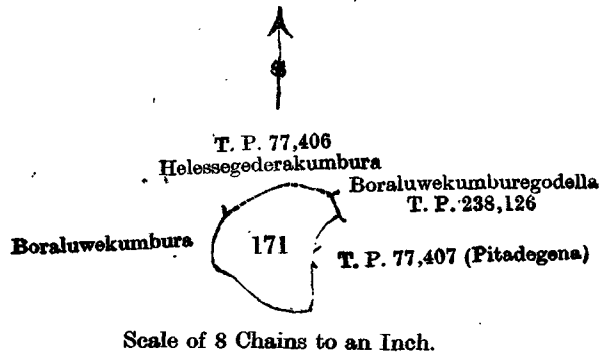 T. P. 77,406
Helessegederakumbura
Boraluwekumburegodella
T. P. 238,126
Boraluwekumbura
171
T. P. 77,407 (Pitadegena)
Scale of 8 Chains to an Inch.